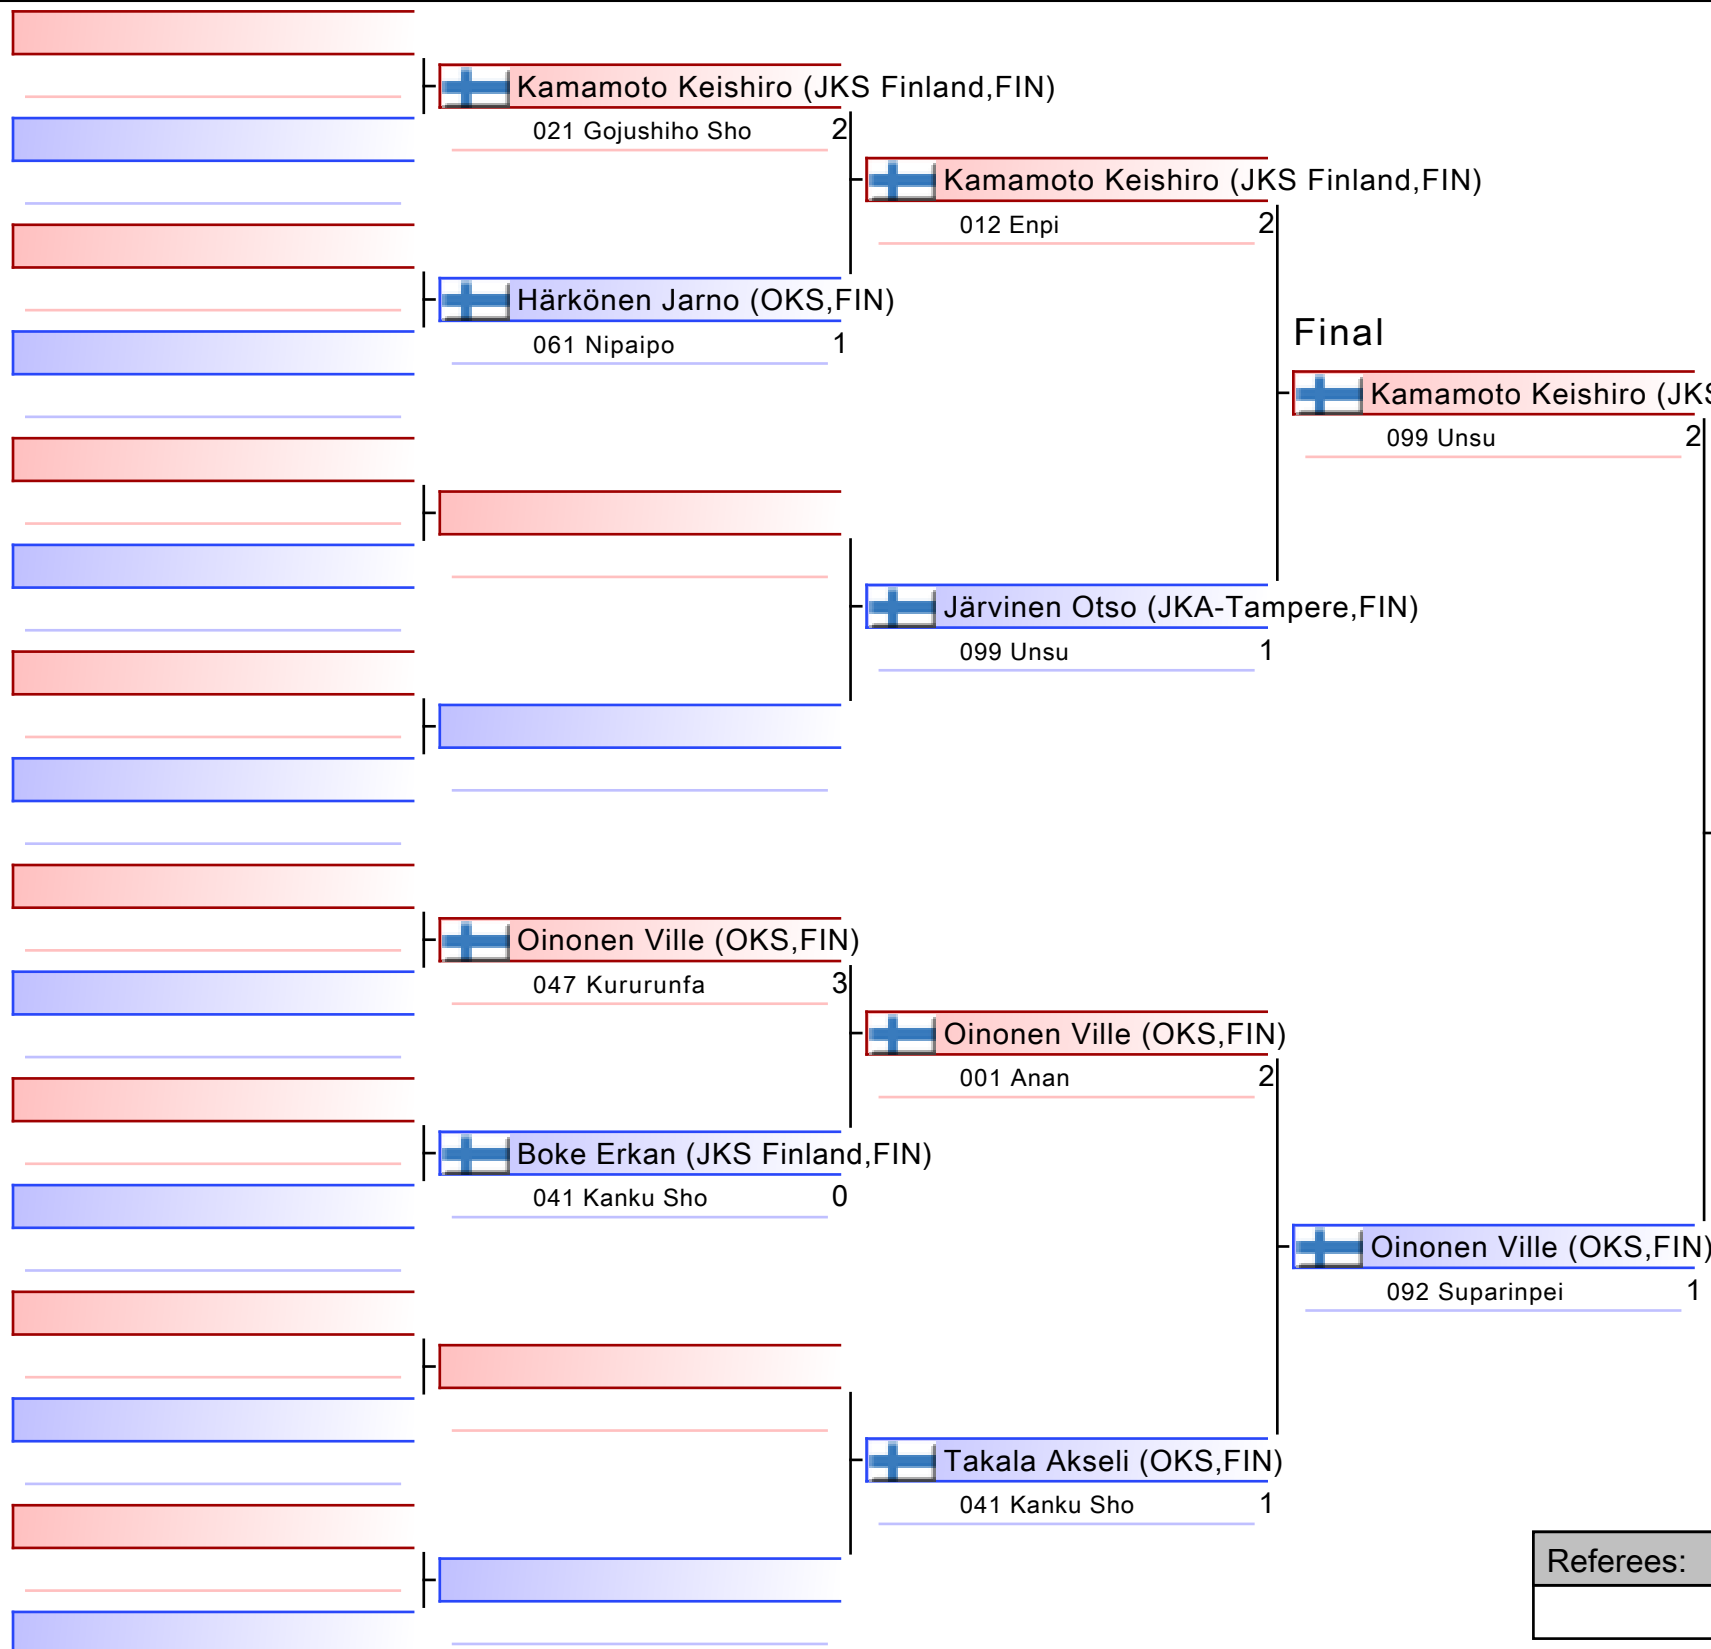 Kamamoto Keishiro (JKS Finland,FIN)
021 Gojushiho Sho 2
Kamamoto Keishiro (JKS Finland,FIN)
012 Enpi 2
Härkönen Jarno (OKS,FIN)
061 Nipaipo 1
Final
Kamamoto Keishiro (JKS
099 Unsu 2
Järvinen Otso (JKA-Tampere,FIN)
099 Unsu 1
Oinonen Ville (OKS,FIN)
047 Kururunfa 3
Oinonen Ville (OKS,FIN)
001 Anan 2
Boke Erkan (JKS Finland,FIN)
041 Kanku Sho 0
Oinonen Ville (OKS,FIN)
092 Suparinpei 1
Takala Akseli (OKS,FIN)
041 Kanku Sho 1
Referees: